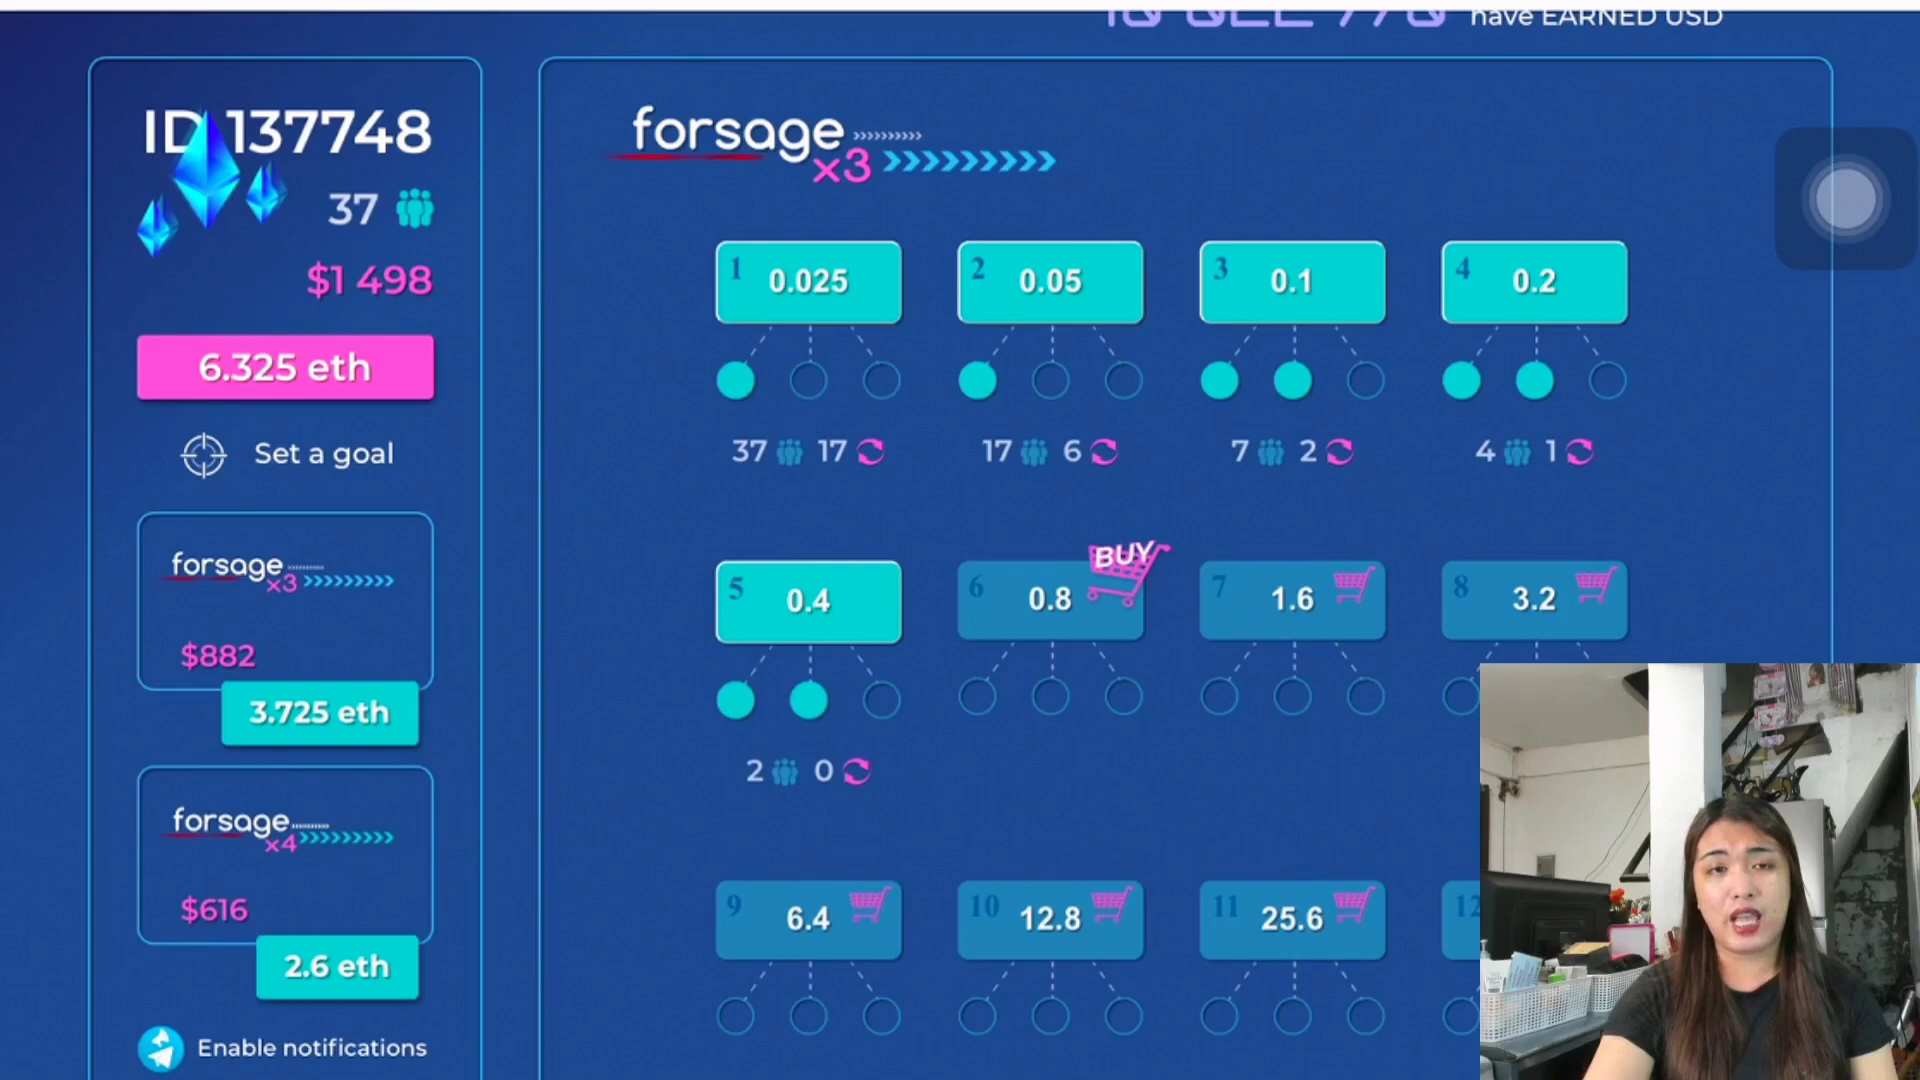 have EARNED USD
ID 137748
37
$1 498
6.325 eth
Set a goal
forsage
x3
$882
3.725 eth
forsage
x4
$616
2.6 eth
Enable notifications
forsage
x3
1 0.025
2 0.05
3 0.1
4 0.2
37 17
17 6
7 2
4 1
5 0.4
6 0.8 BUY
7 1.6
8 3.2
2 0
9 6.4
10 12.8
11 25.6
12